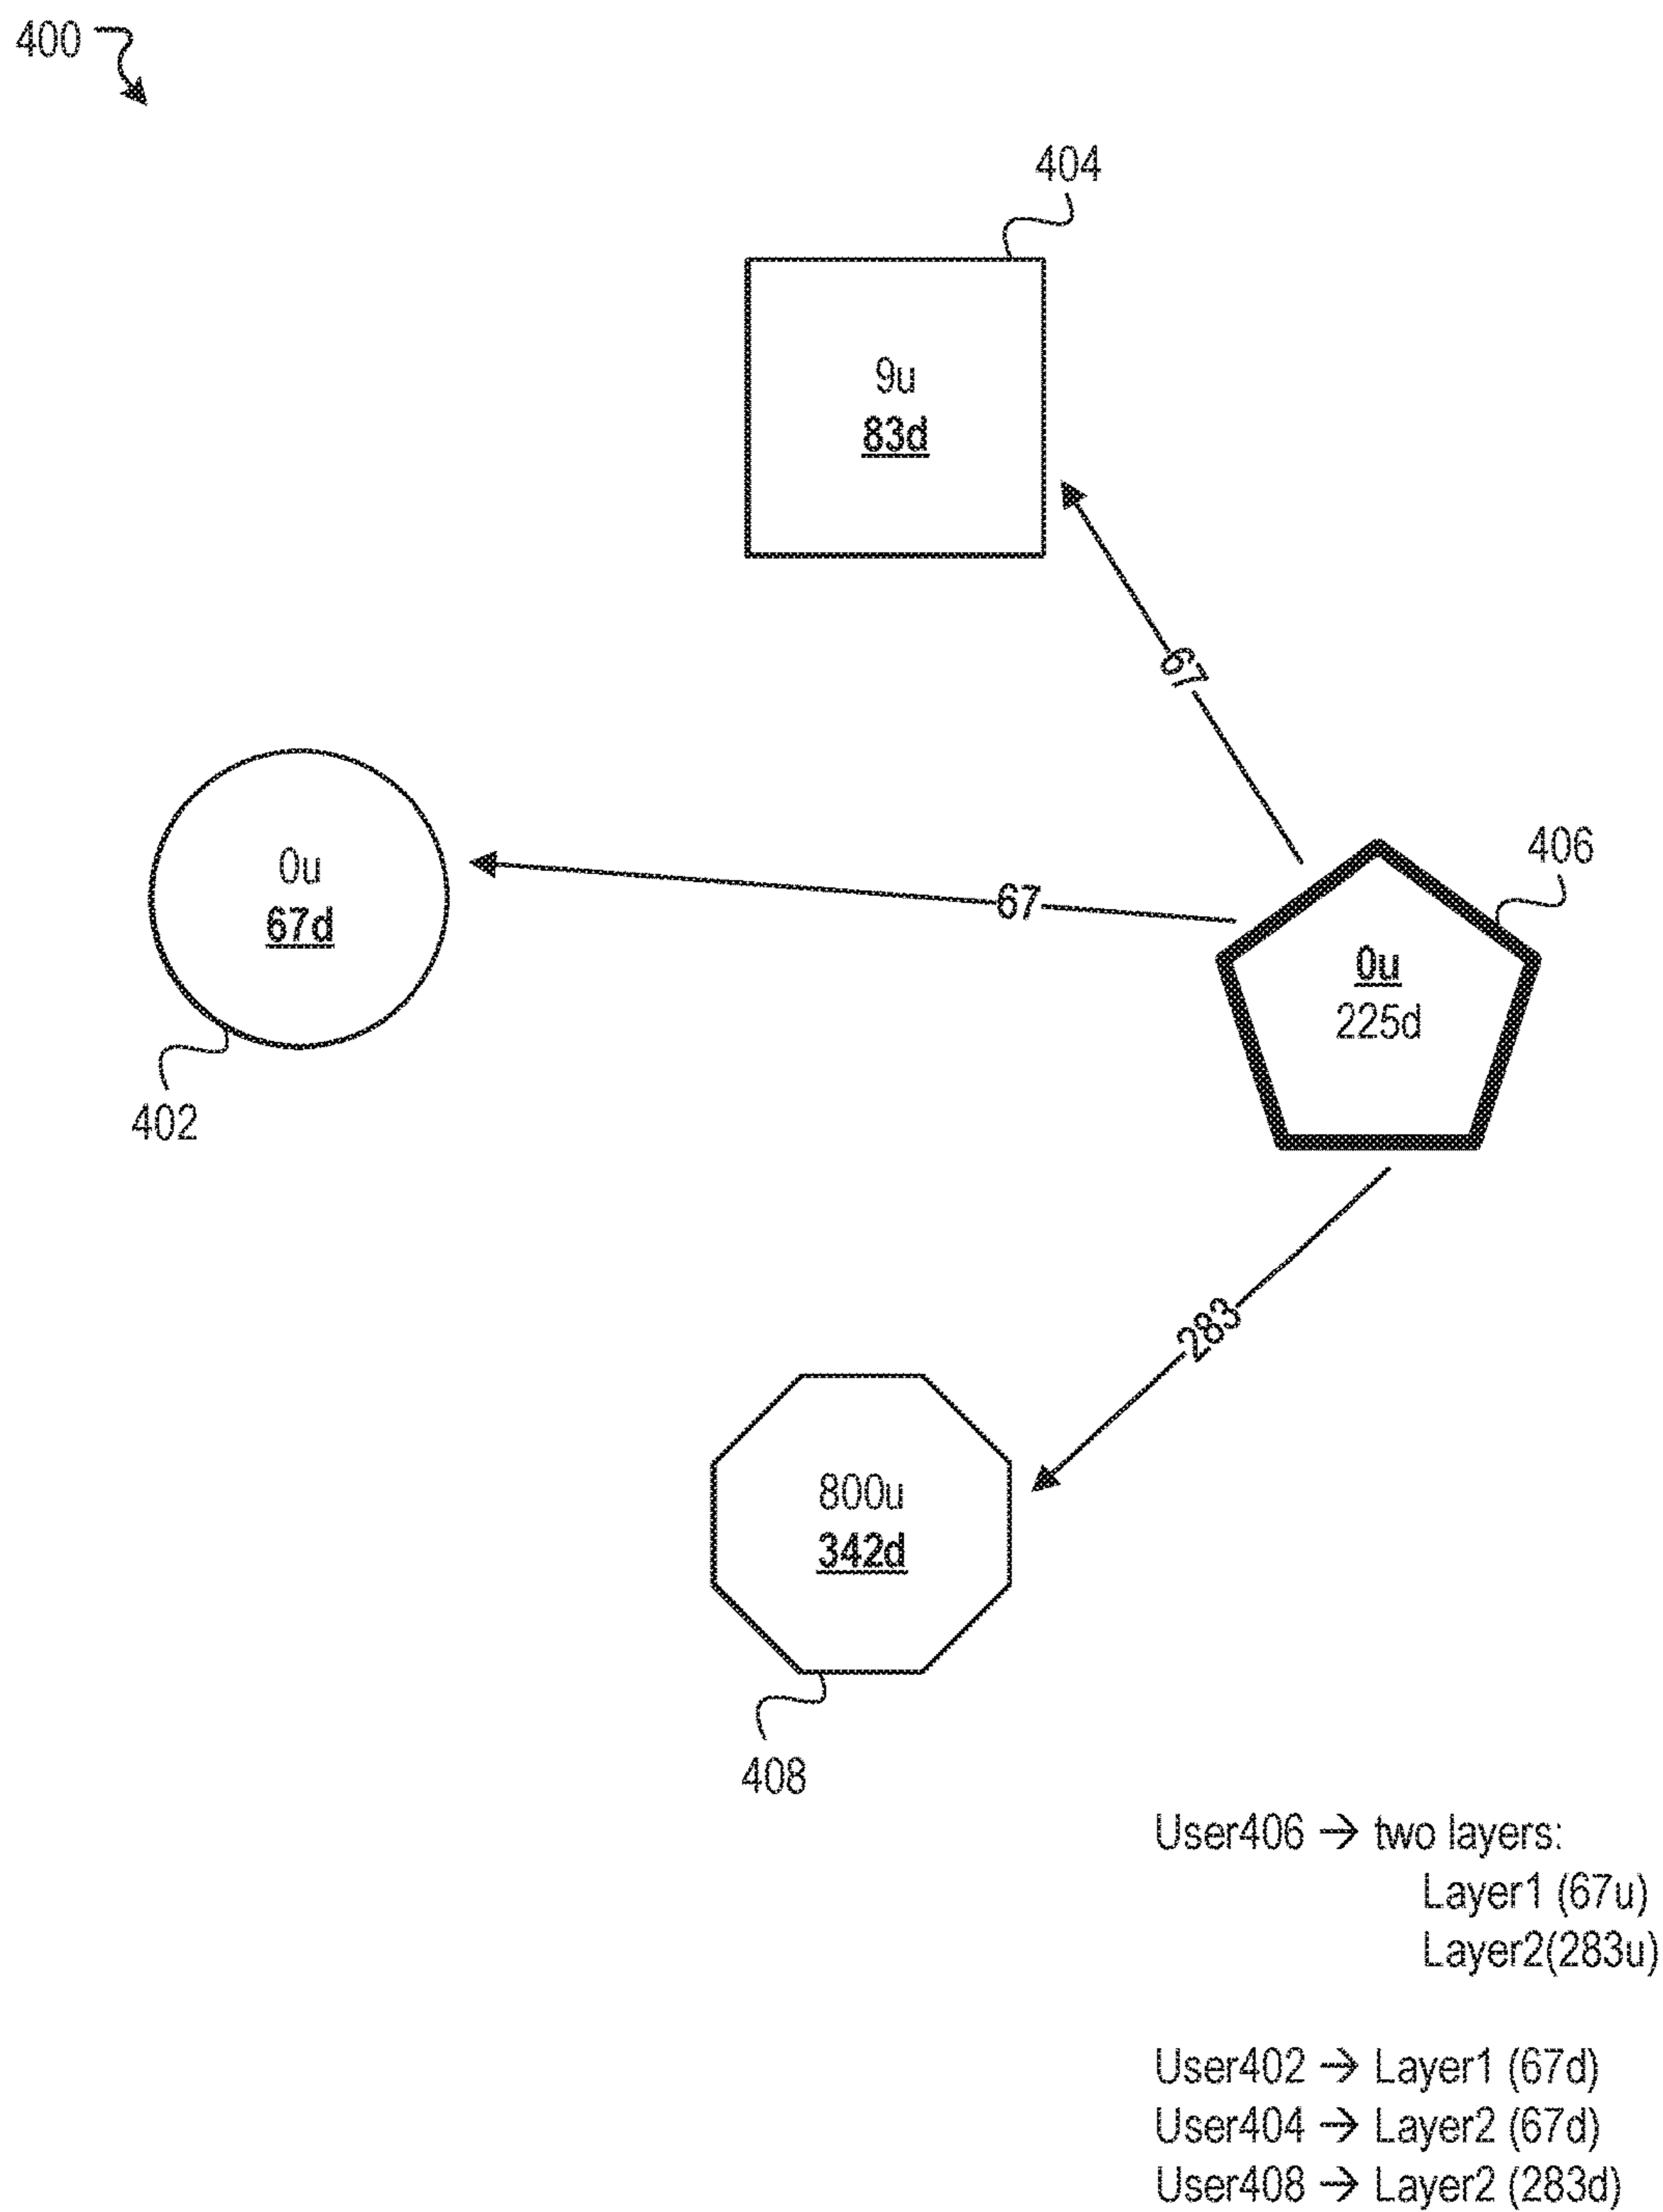 400
404
9u
83d
67
406
0u
67d
67
0u
225d
402
283
800u
342d
408
User406 → two layers:
Layer1 (67u)
Layer2(283u)
User402 → Layer1 (67d)
User404 → Layer2 (67d)
User408 → Layer2 (283d)